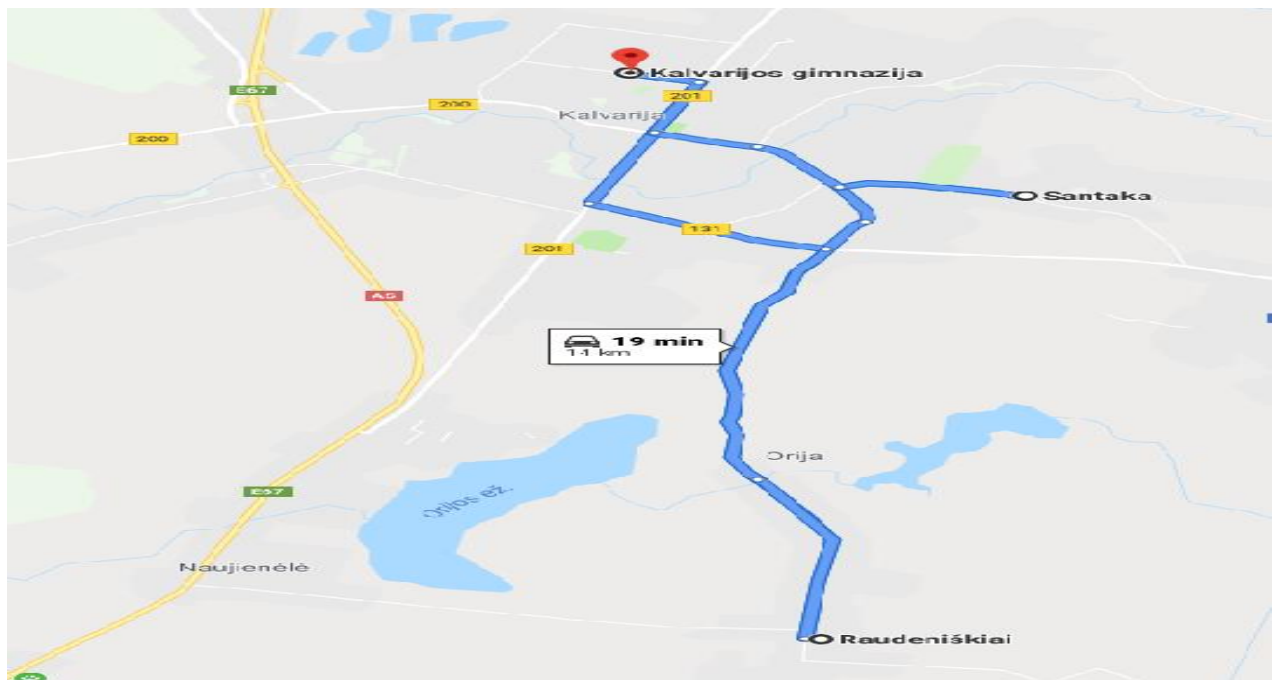 Kalvarijos gimnazija
E67
201
200
Kalvarija
200
Santaka
131
201
A5
19 min
14 km
Orija
E67
Orijos ež.
Naujienėlė
Raudeniškiai